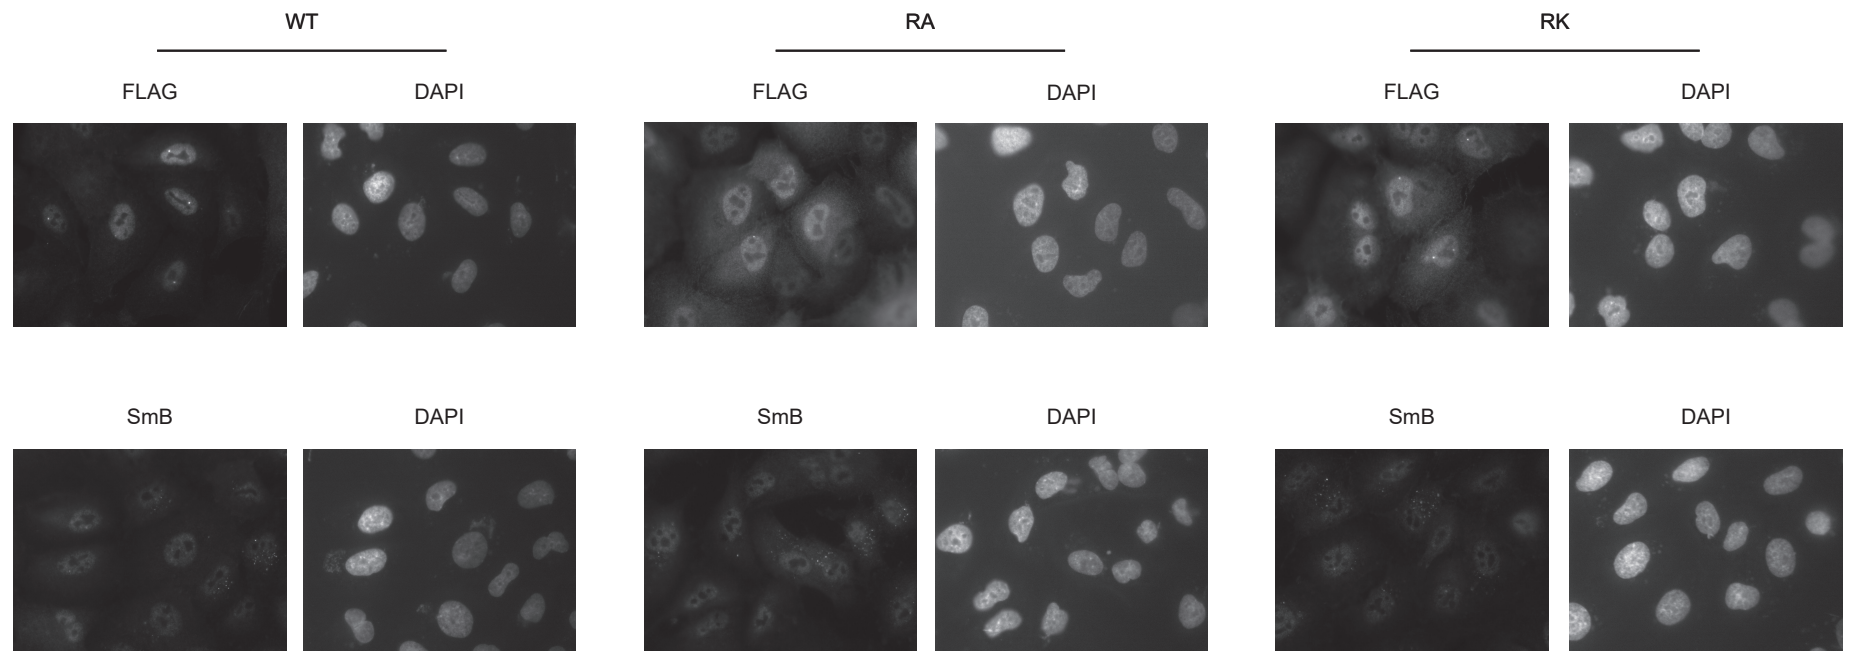 WT RA RK
FLAG DAPI FLAG DAPI FLAG DAPI
SmB DAPI SmB DAPI SmB DAPI